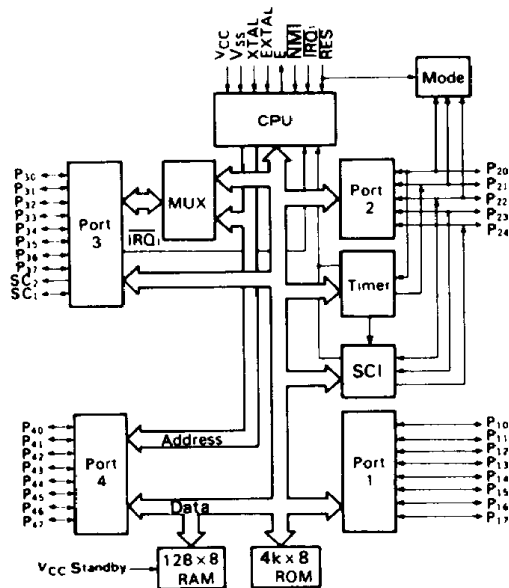 VCC
VSS
XTAL
EXTAL
E
NMI
IRQ1
RES
Mode
CPU
P30
P31
P32
P33
P34
P35
P36
P37
SC2
SC1
Port
3
MUX
IRQ1
Port
2
P20
P21
P22
P23
P24
Timer
SCI
P40
P41
P42
P43
P44
P45
P46
P47
Port
4
Address
Data
Port
1
P10
P11
P12
P13
P14
P15
P16
P17
VCC Standby
128×8
RAM
4k×8
ROM